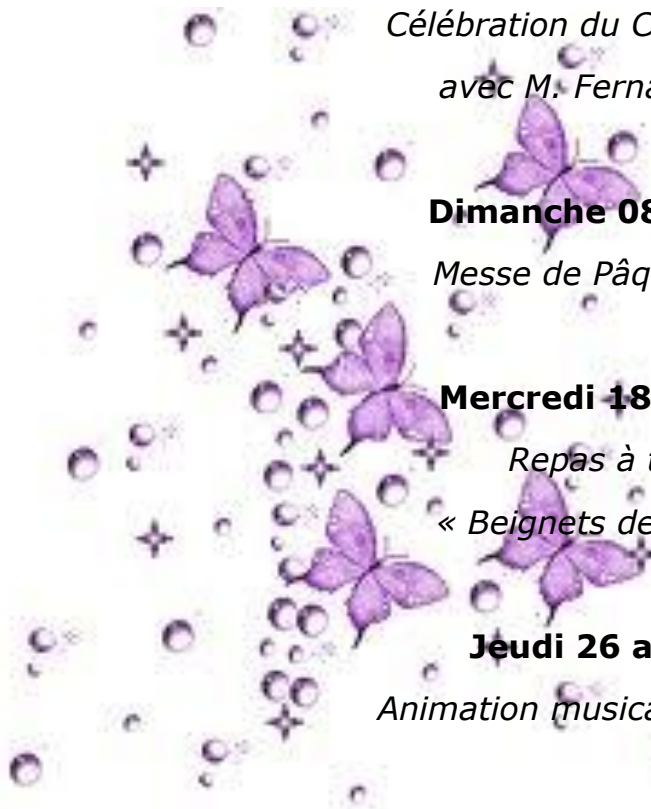 Célébration du C
avec M. Ferna
Dimanche 08
Messe de Pâq
Mercredi 18
Repas à t
« Beignets de
Jeudi 26 a
Animation musica